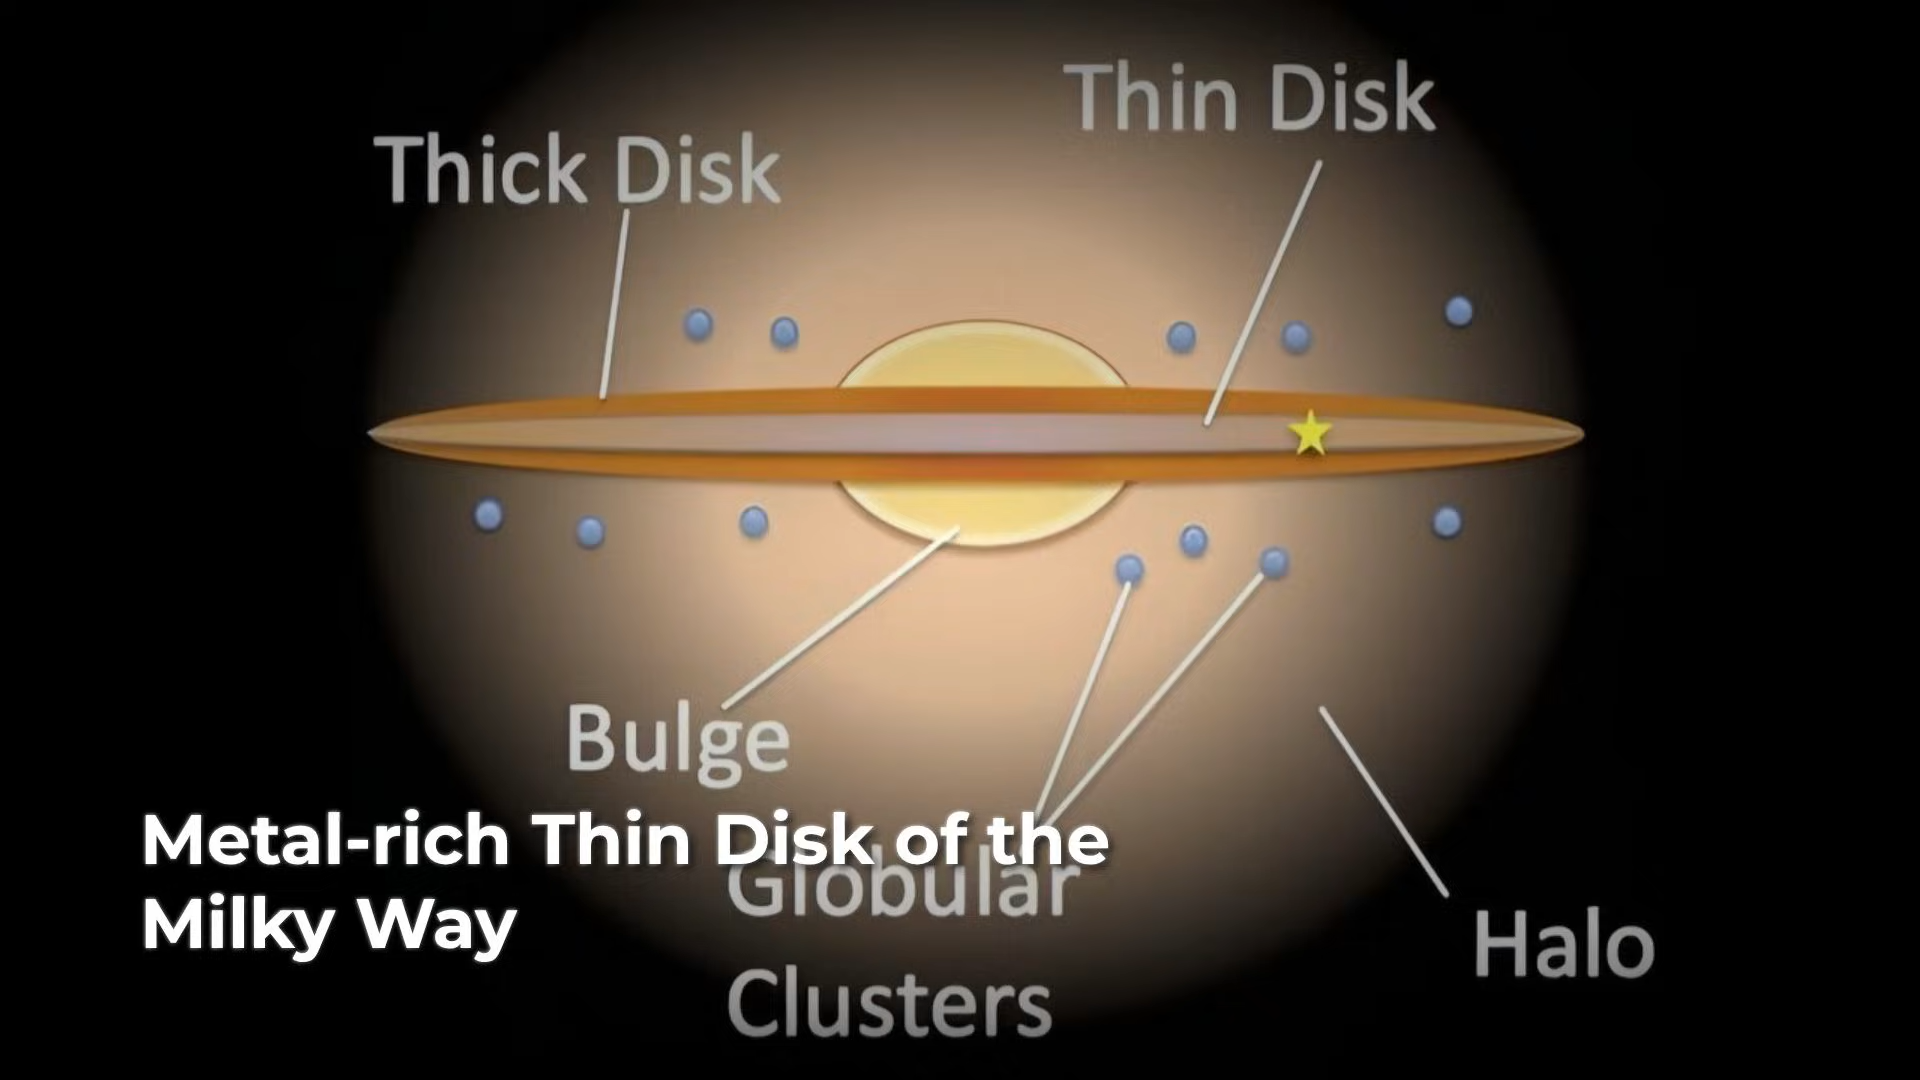 Thin Disk
Thick Disk
Bulge
Metal-rich Thin Disk of the
Milky Way
Globular
Clusters
Halo